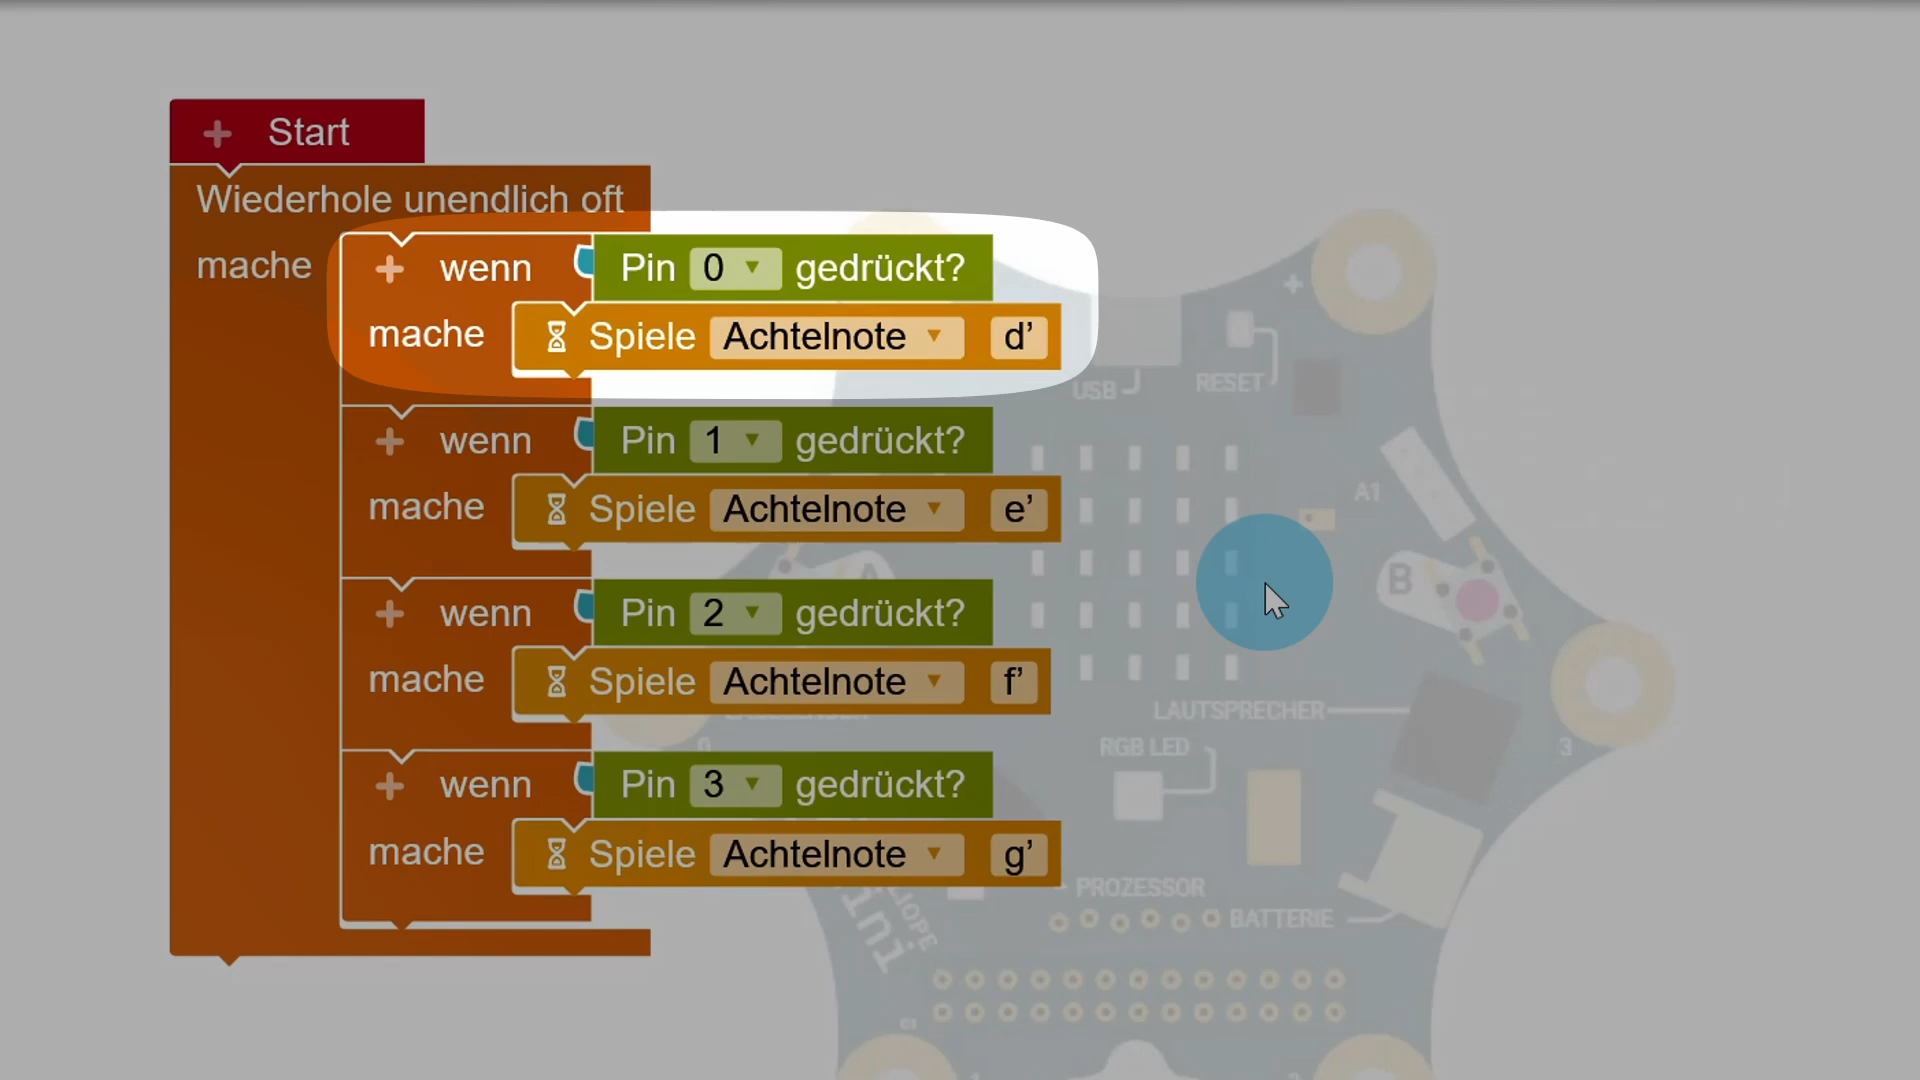 + Start
Wiederhole unendlich oft
mache + wenn Pin 0 gedrückt?
mache Spiele Achtelnote d’
+ wenn Pin 1 gedrückt?
mache Spiele Achtelnote e’
+ wenn Pin 2 gedrückt?
mache Spiele Achtelnote f’
+ wenn Pin 3 gedrückt?
mache Spiele Achtelnote g’
+
USB
RESET
A1
A
B
LAUTSPRECHER
0
RGB LED
3
PROZESSOR
BATTERIE